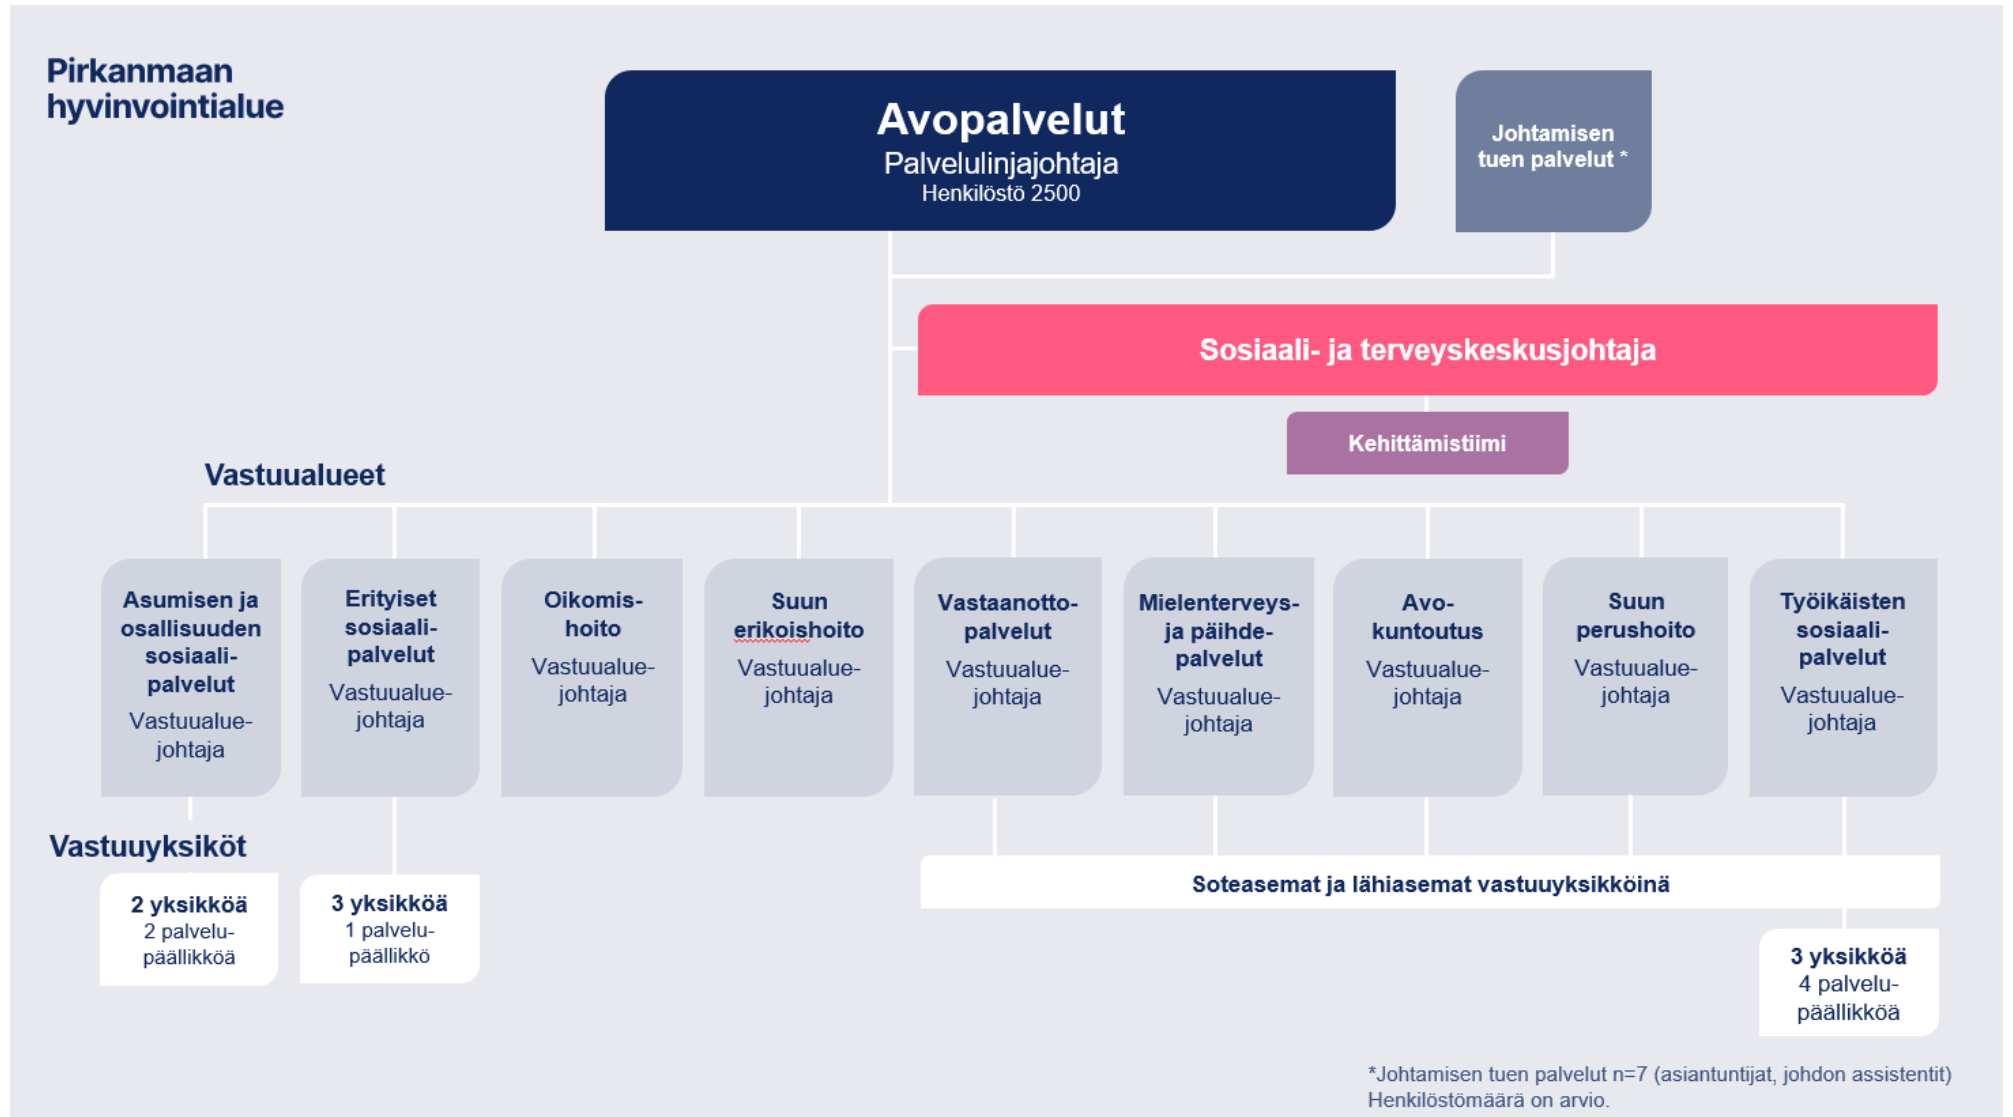 Pirkanmaan
hyvinvointialue
Avopalvelut
Palvelulinjajohtaja
Henkilöstö 2500
Johtamisen
tuen palvelut *
Sosiaali- ja terveyskeskusjohtaja
Kehittämistiimi
Vastuualueet
Asumisen ja
osallisuuden
sosiaali-
palvelut
Vastuualue-
johtaja
Erityiset
sosiaali-
palvelut
Vastuualue-
johtaja
Oikomis-
hoito
Vastuualue-
johtaja
Suun
erikoishoito
Vastuualue-
johtaja
Vastaanotto-
palvelut
Vastuualue-
johtaja
Mielenterveys-
ja päihde-
palvelut
Vastuualue-
johtaja
Avo-
kuntoutus
Vastuualue-
johtaja
Suun
perushoito
Vastuualue-
johtaja
Työikäisten
sosiaali-
palvelut
Vastuualue-
johtaja
Vastuuyksiköt
2 yksikköä
2 palvelu-
päällikköä
3 yksikköä
1 palvelu-
päällikkö
Soteasemat ja lähiasemat vastuuyksikköinä
3 yksikköä
4 palvelu-
päällikköä
*Johtamisen tuen palvelut n=7 (asiantuntijat, johdon assistentit)
Henkilöstömäärä on arvio.